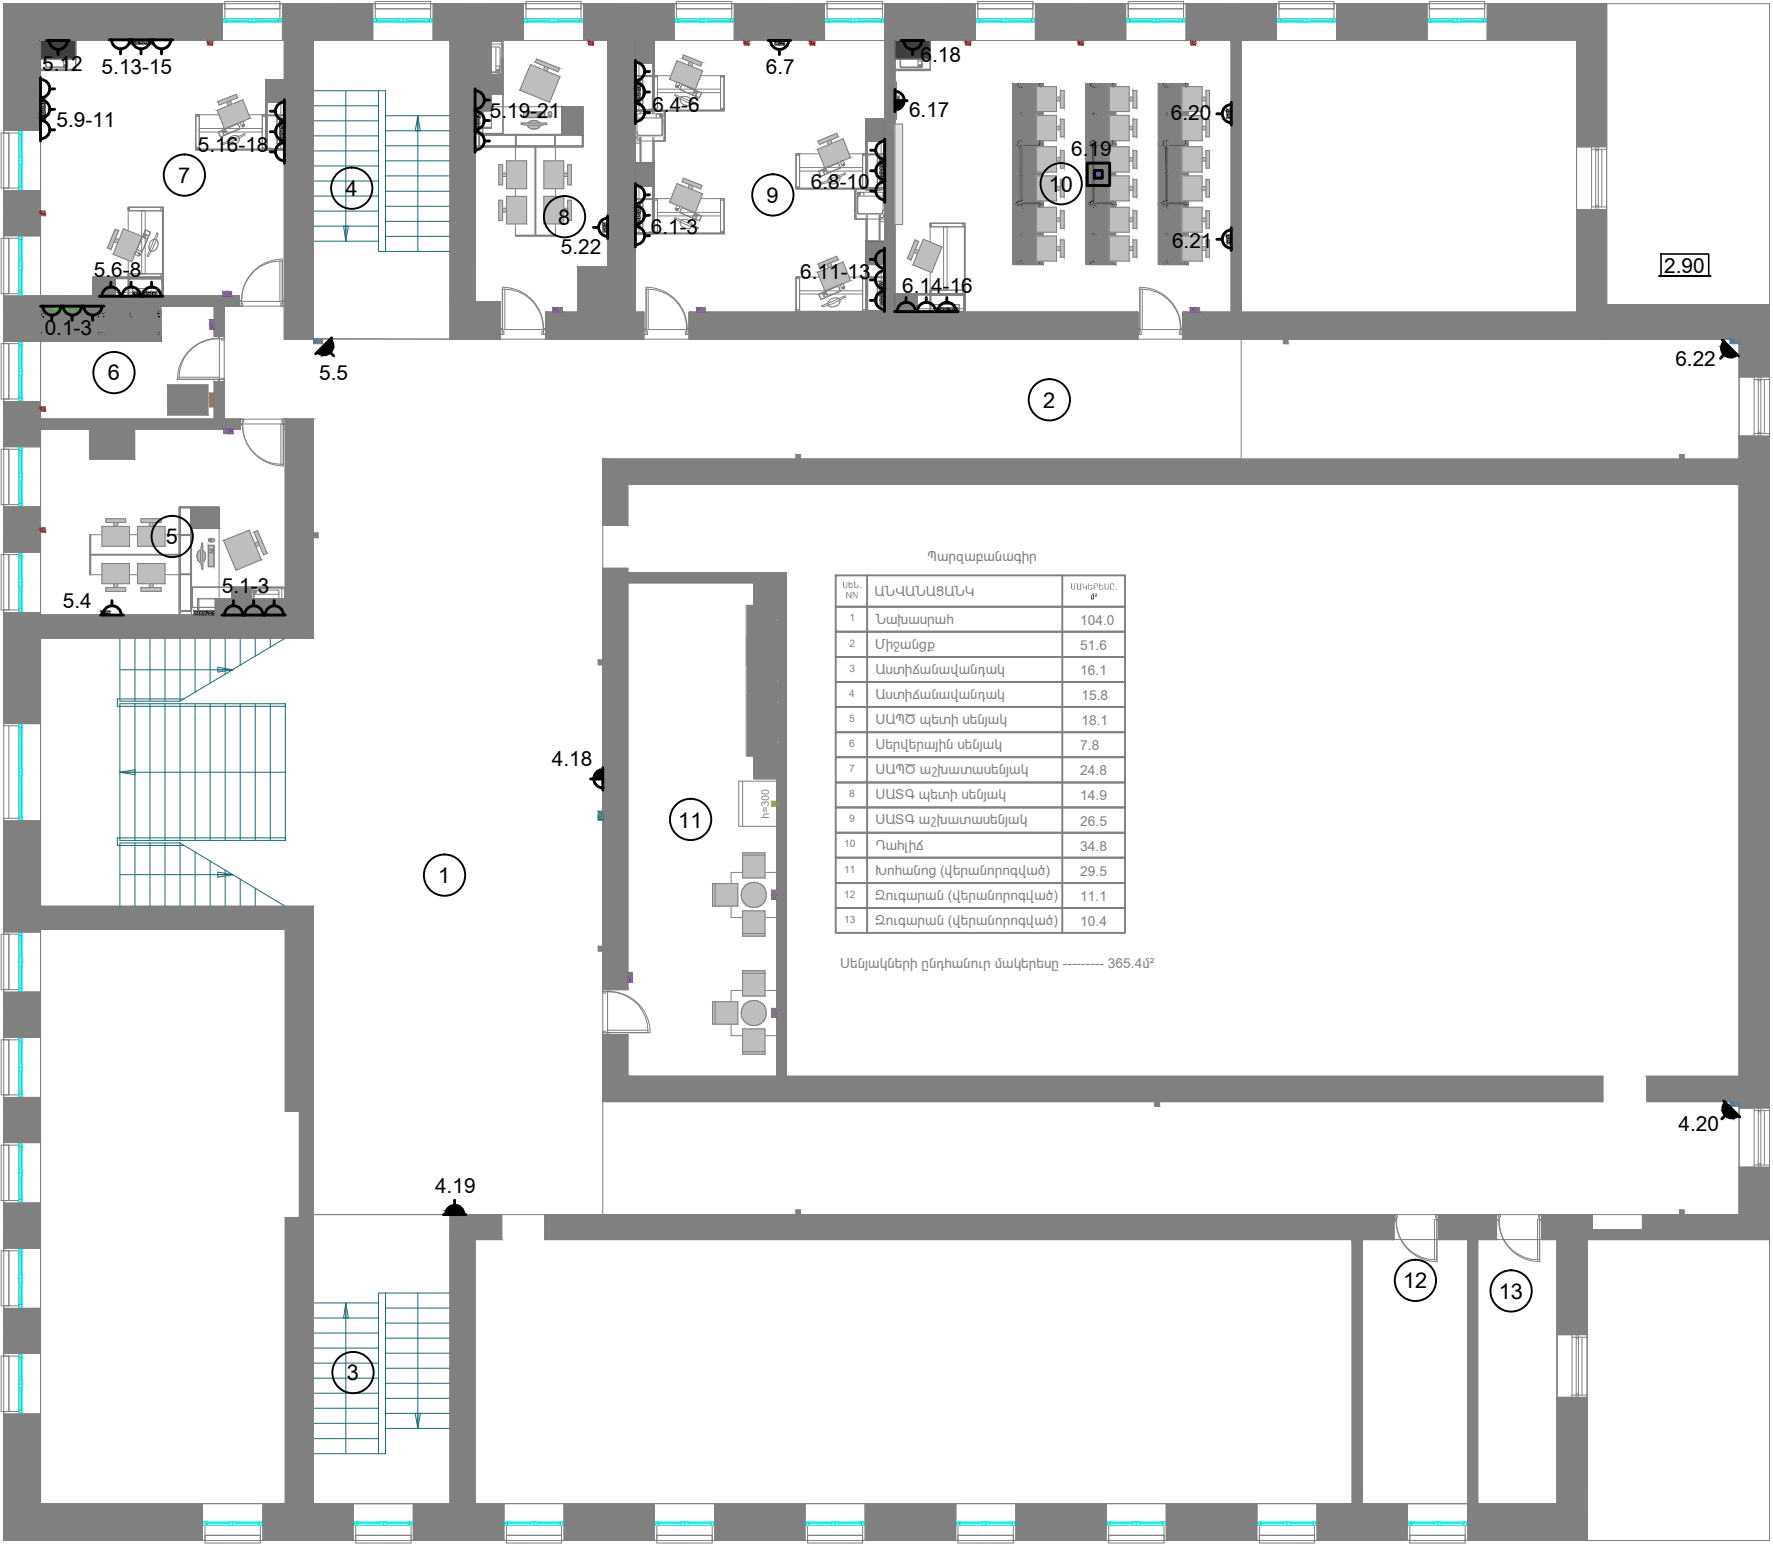 5.12
5.13-15
5.9-11
5.16-18
7
5.6-8
0.1-3
6
4
5.5
5.19-21
8
5.22
6.4-6
6.7
9
6.8-10
6.1-3
6.11-13
6.18
6.17
6.14-16
6.19
10
6.20
6.21
2.90
6.22
2
5
5.1-3
5.4
4.18
11
h=300
1
Պարզաբանագիր
ՍԵՆ. NN ԱՆՎԱՆԱՑԱՆԿ ՄԱԿԵՐԵՍԸ, մ²
1 Նախասրահ 104.0
2 Միջանցք 51.6
3 Աստիճանավանդակ 16.1
4 Աստիճանավանդակ 15.8
5 ՍԱՊԾ պետի սենյակ 18.1
6 Սերվերային սենյակ 7.8
7 ՍԱՊԾ աշխատասենյակ 24.8
8 ՍԱՏԳ պետի սենյակ 14.9
9 ՍԱՏԳ աշխատասենյակ 26.5
10 Դահլիճ 34.8
11 Խոհանոց (վերանորոգված) 29.5
12 Զուգարան (վերանորոգված) 11.1
13 Զուգարան (վերանորոգված) 10.4
Սենյակների ընդհանուր մակերեսը --------- 365.4մ²
4.20
4.19
12
13
3